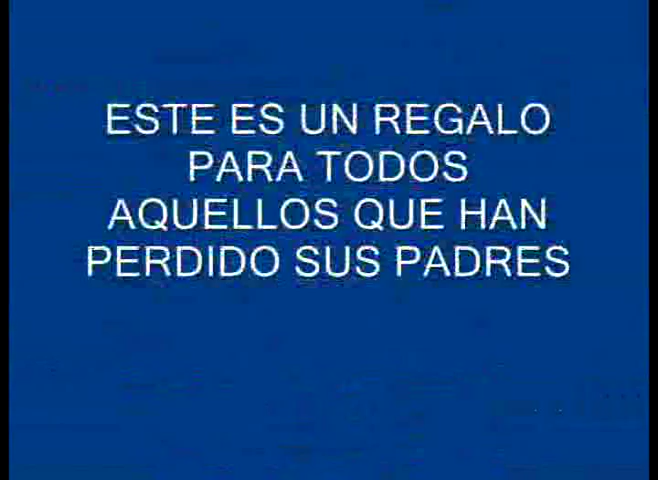 ESTE ES UN REGALO
PARA TODOS
AQUELLOS QUE HAN
PERDIDO SUS PADRES